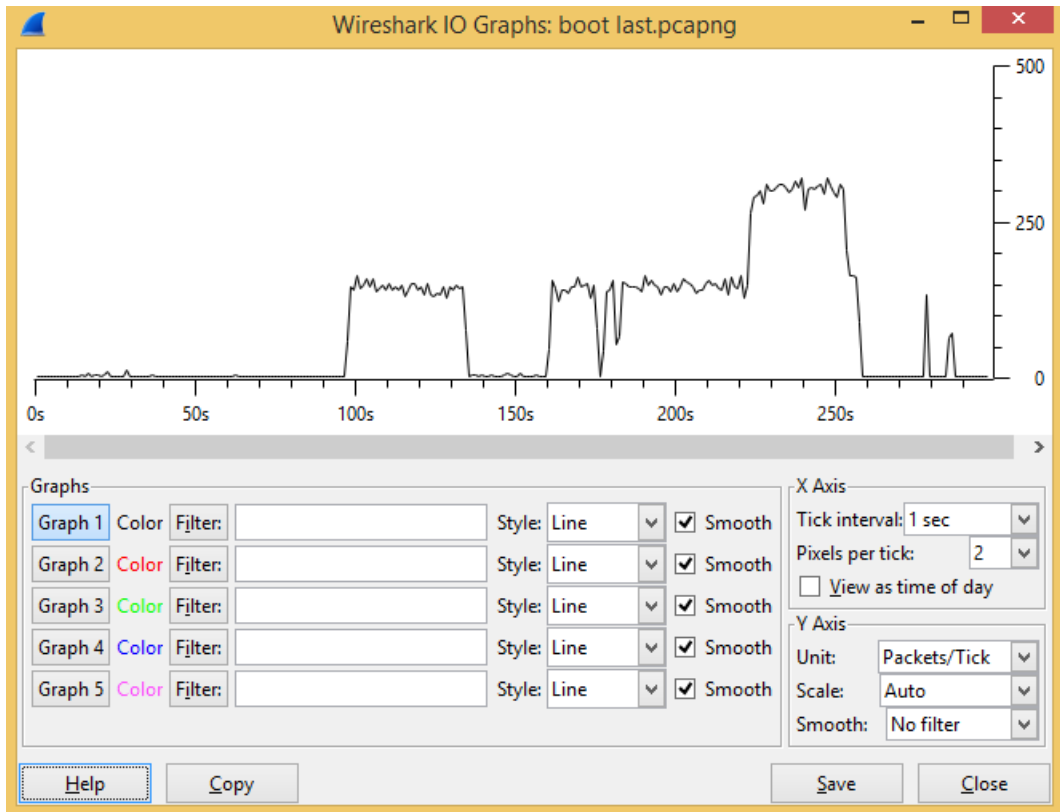 Wireshark IO Graphs: boot last.pcapng
500
250
0
0s 50s 100s 150s 200s 250s
Graphs
Graph 1 Color Filter: Style: Line Smooth
Graph 2 Color Filter: Style: Line Smooth
Graph 3 Color Filter: Style: Line Smooth
Graph 4 Color Filter: Style: Line Smooth
Graph 5 Color Filter: Style: Line Smooth
X Axis
Tick interval: 1 sec
Pixels per tick: 2
View as time of day
Y Axis
Unit: Packets/Tick
Scale: Auto
Smooth: No filter
Help Copy Save Close